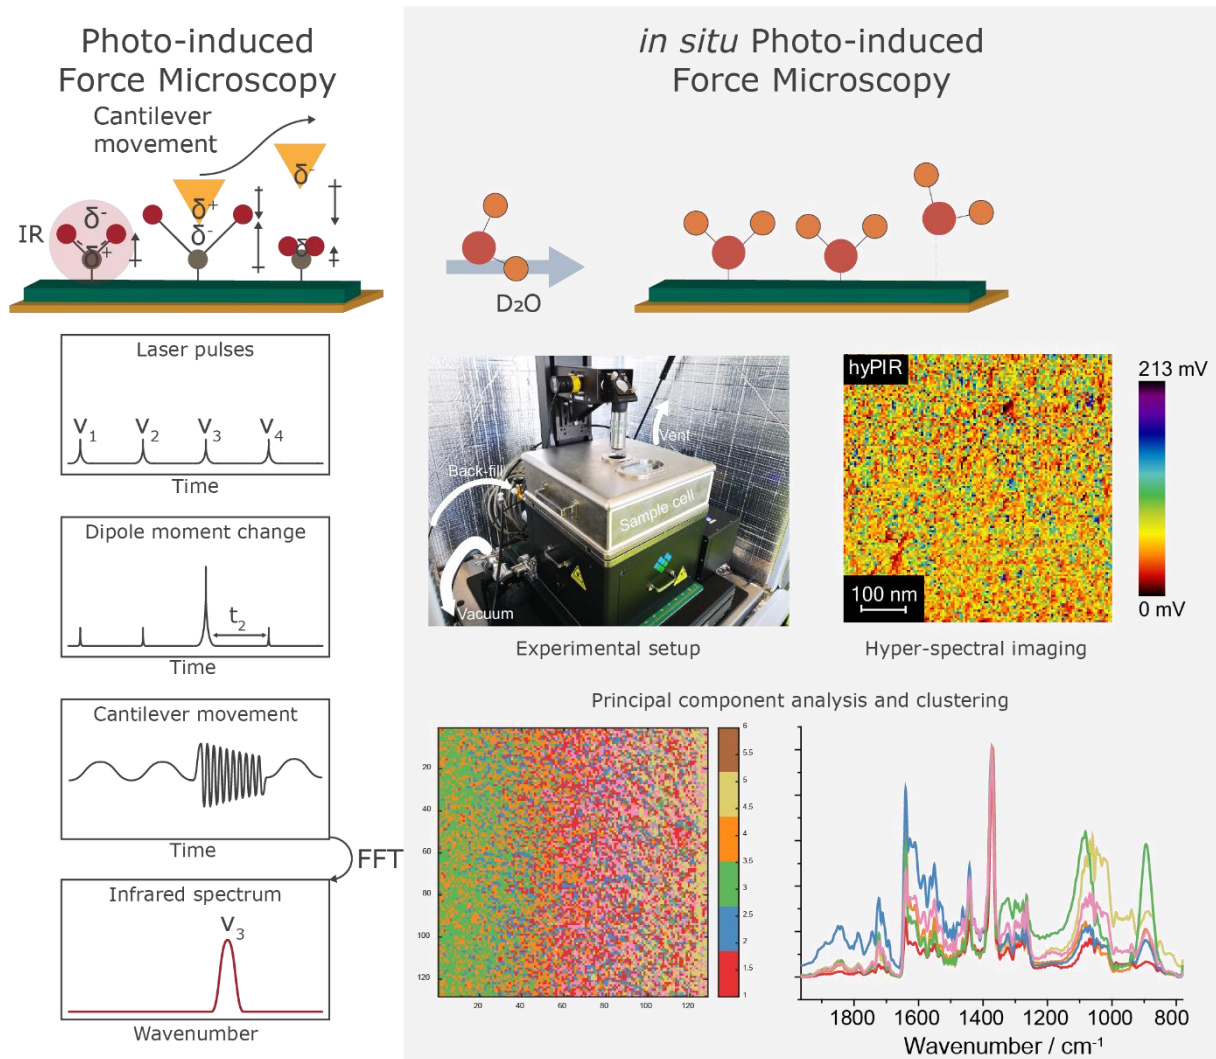 Photo-induced
Force Microscopy
Cantilever
movement
δ-
δ+
δ-
IR
δ-
δ+
δ
Laser pulses
V1
V2
V3
V4
Time
Dipole moment change
t2
Time
Cantilever movement
Time
FFT
Infrared spectrum
V3
Wavenumber
in situ Photo-induced
Force Microscopy
D2O
Vent
Back-fill
Sample cell
Vacuum
Experimental setup
hyPIR
100 nm
213 mV
0 mV
Hyper-spectral imaging
Principal component analysis and clustering
20
40
60
80
100
120
20
40
60
80
100
120
6
5.5
5
4.5
4
3.5
3
2.5
2
1.5
1
1800
1600
1400
1200
1000
800
Wavenumber / cm-1